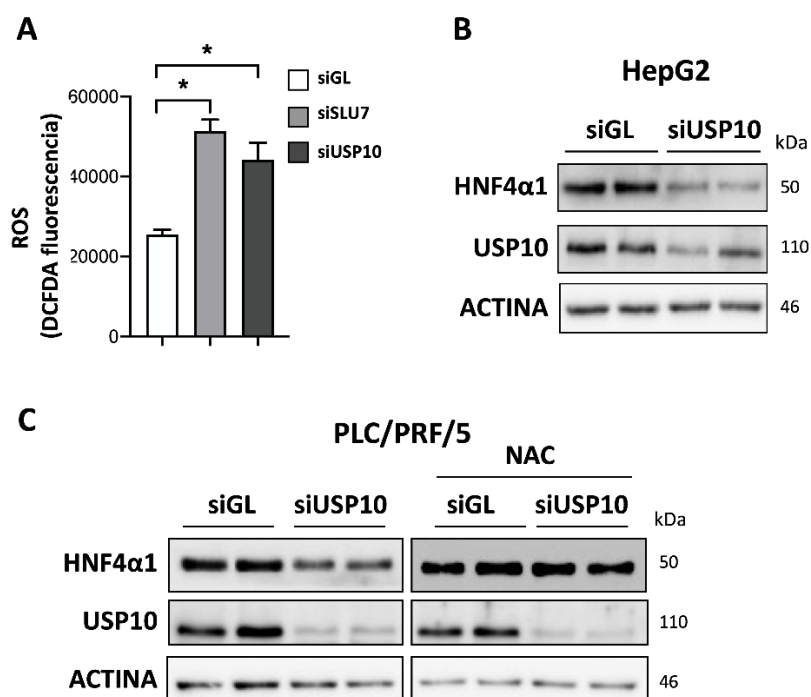 A
* *
siGL
siSLU7
siUSP10
60000
40000
20000
0
ROS
(DCFDA fluorescencia)
B
HepG2
siGL siUSP10
kDa
HNF4α1 50
USP10 110
ACTINA 46
C
PLC/PRF/5
NAC
siGL siUSP10 siGL siUSP10
kDa
HNF4α1 50
USP10 110
ACTINA 46